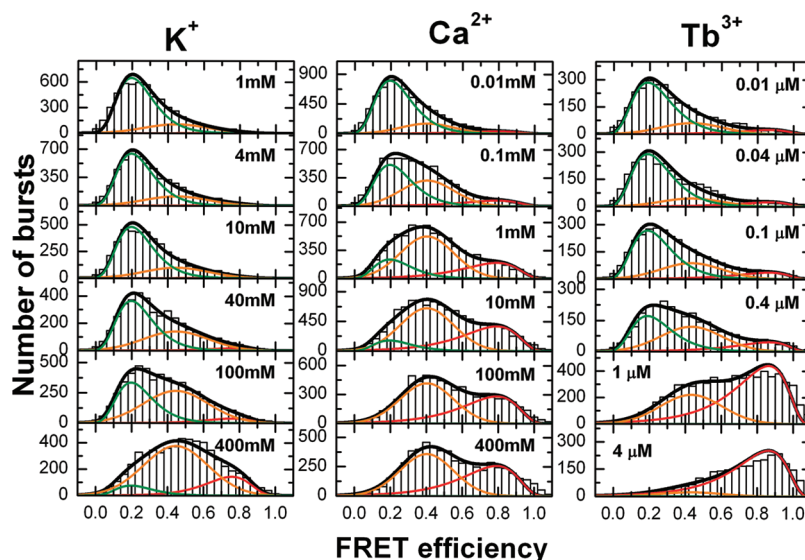 K+ Ca2+ Tb3+
Number of bursts
600
300
0
1mM
900
450
0
0.01mM
300
150
0
0.01 μM
700
350
0
4mM
700
350
0
0.1mM
300
150
0
0.04 μM
500
250
0
10mM
700
350
0
1mM
300
150
0
0.1 μM
400
200
0
40mM
900
450
0
10mM
300
150
0
0.4 μM
400
200
0
100mM
600
300
0
100mM
400
200
0
1 μM
400
200
0
400mM
500
250
0
400mM
300
150
0
4 μM
0.0 0.2 0.4 0.6 0.8 1.0 0.0 0.2 0.4 0.6 0.8 1.0 0.0 0.2 0.4 0.6 0.8 1.0
FRET efficiency